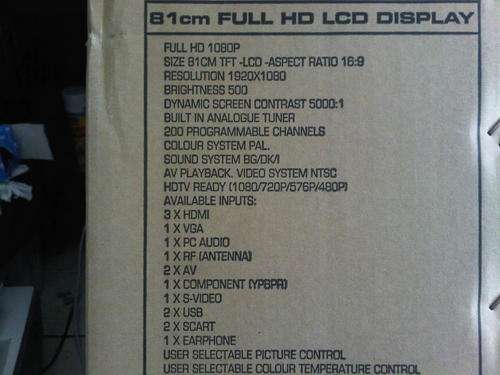 81cm FULL HD LCD DISPLAY
FULL HD 1080P
SIZE 81CM TFT -LCD -ASPECT RATIO 16:9
RESOLUTION 1920X1080
BRIGHTNESS 500
DYNAMIC SCREEN CONTRAST 5000:1
BUILT IN ANALOGUE TUNER
200 PROGRAMMABLE CHANNELS
COLOUR SYSTEM PAL.
SOUND SYSTEM BG/DK/I
AV PLAYBACK. VIDEO SYSTEM NTSC
HDTV READY (1080/720P/576P/480P)
AVAILABLE INPUTS:
3 X HDMI
1 X VGA
1 X PC AUDIO
1 X RF (ANTENNA)
2 X AV
1 X COMPONENT (YPBPR)
1 X S-VIDEO
2 X USB
2 X SCART
1 X EARPHONE
USER SELECTABLE PICTURE CONTROL
USER SELECTABLE COLOUR TEMPERATURE CONTROL